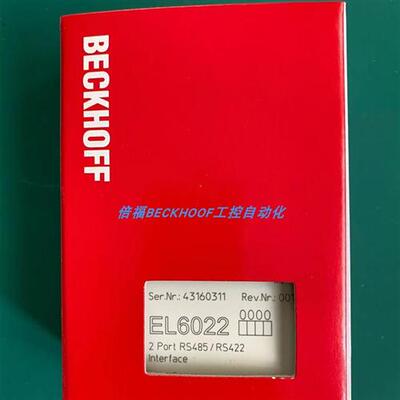 BECKHOFF
倍福BECKHOOF工控自动化
Ser.Nr.: 43160311 Rev.Nr.: 001
EL6022 0000
2 Port RS485 / RS422
Interface